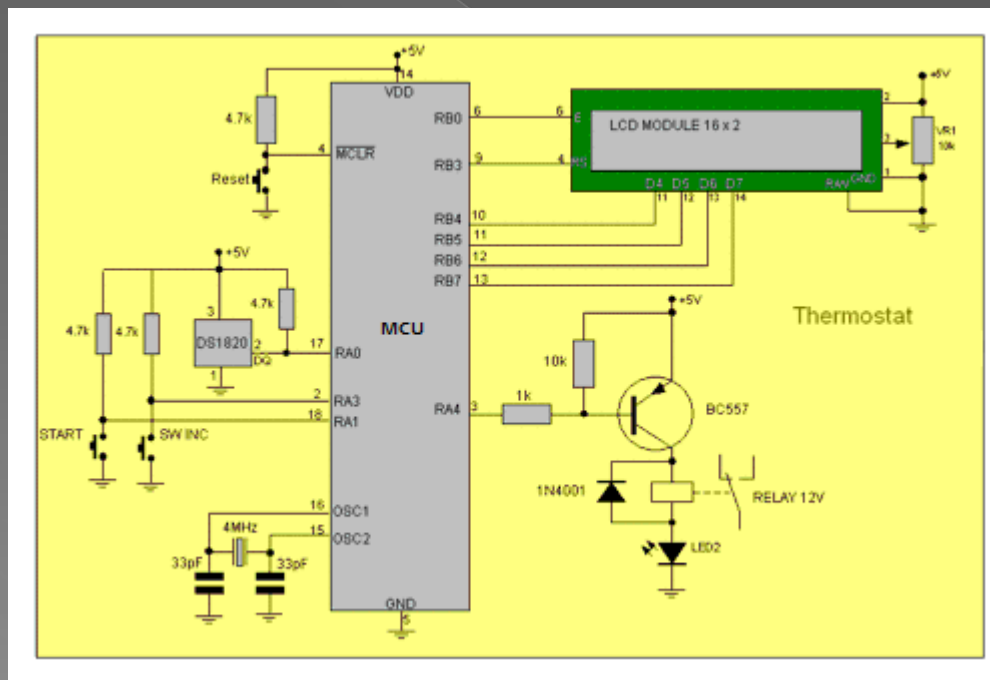 +5V
14
VDD
4.7k
4
MCLR
Reset
RB0
6
6
E
LCD MODULE 16 x 2
+5V
2
VR1
10k
3
1
RB3
9
4
RS
D4 D5 D6 D7
11 12 13 14
R/W
GND
RB4
10
RB5
11
RB6
12
RB7
13
+5V
3
4.7k
4.7k
4.7k
DS1820
2
DQ
1
17
RA0
MCU
+5V
Thermostat
10k
2
RA3
18
RA1
START
SW INC
RA4
3
1k
BC557
1N4001
RELAY 12V
LED2
16
OSC1
4MHz
15
OSC2
33pF
33pF
GND
5